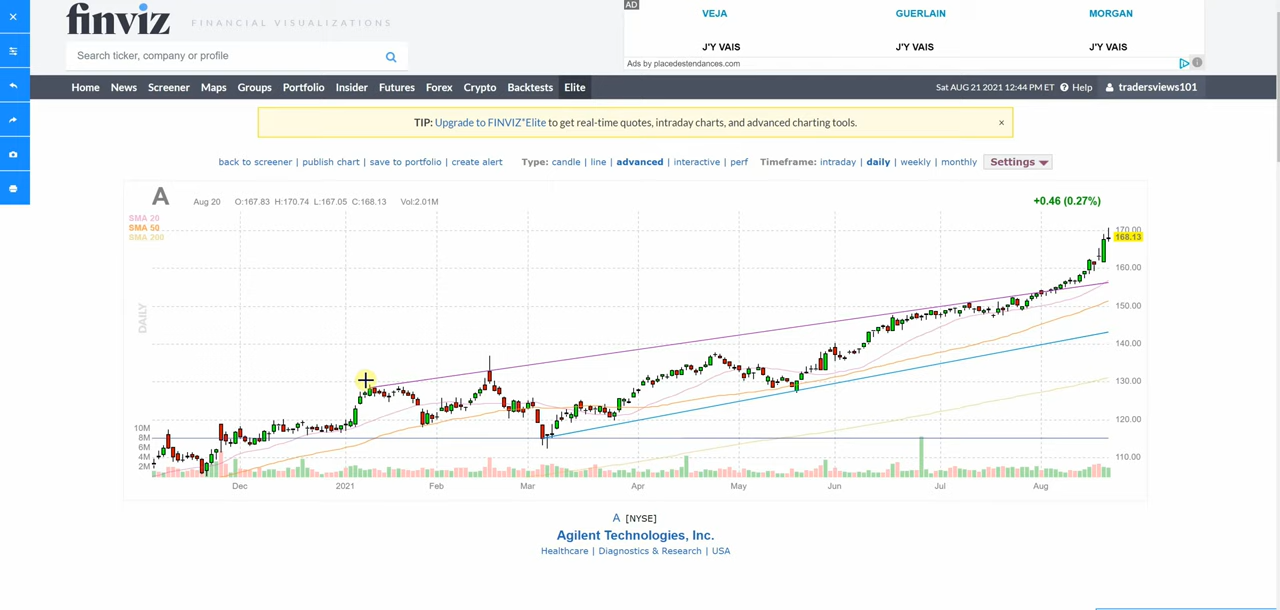 finviz FINANCIAL VISUALIZATIONS
AD
VEJA GUERLAIN MORGAN
J'Y VAIS J'Y VAIS J'Y VAIS
Search ticker, company or profile
Ads by placedestendances.com
Home News Screener Maps Groups Portfolio Insider Futures Forex Crypto Backtests Elite Sat AUG 21 2021 12:44 PM ET Help tradersviews101
TIP: Upgrade to FINVIZ*Elite to get real-time quotes, intraday charts, and advanced charting tools. ×
back to screener | publish chart | save to portfolio | create alert Type: candle | line | advanced | interactive | perf Timeframe: intraday | daily | weekly | monthly Settings
A Aug 20 O:167.83 H:170.74 L:167.05 C:168.13 Vol:2.01M +0.46 (0.27%)
SMA 20
SMA 50
SMA 200
170.00
168.13
160.00
150.00
DAILY
140.00
130.00
120.00
10M
8M
6M
4M 110.00
2M
Dec 2021 Feb Mar Apr May Jun Jul Aug
A [NYSE]
Agilent Technologies, Inc.
Healthcare | Diagnostics & Research | USA